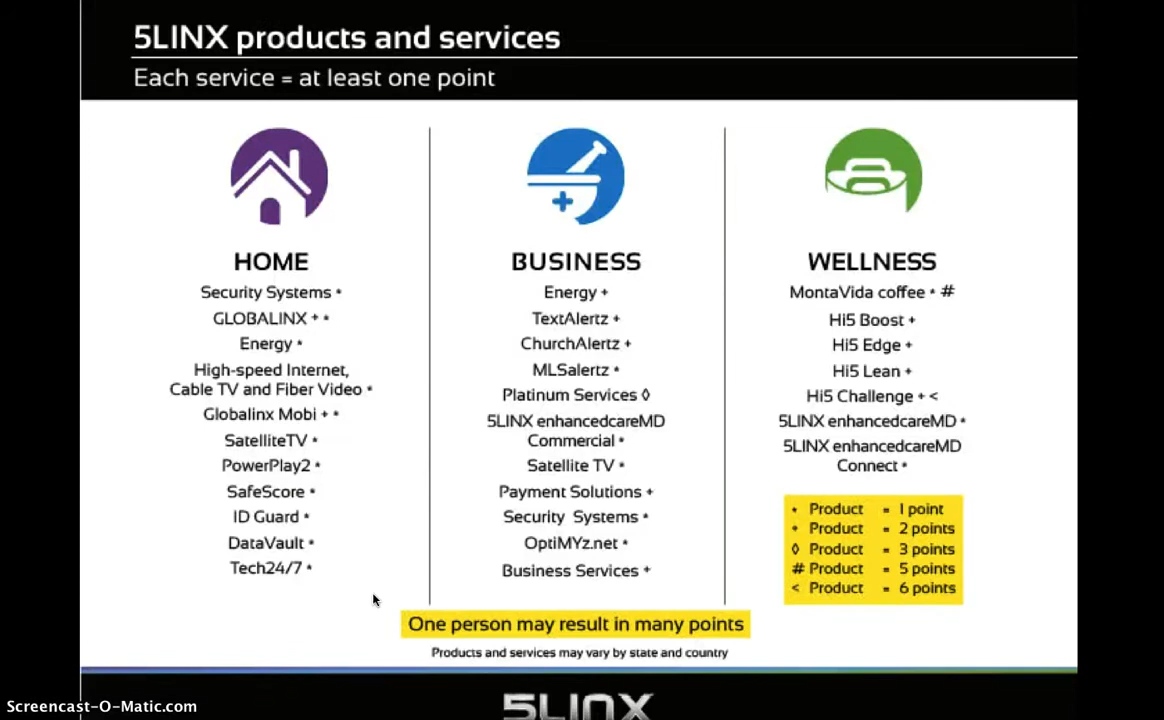 5LINX products and services
Each service = at least one point
HOME
Security Systems *
GLOBALINX + *
Energy *
High-speed Internet,
Cable TV and Fiber Video *
Globalinx Mobi + *
SatelliteTV *
PowerPlay2 *
SafeScore *
ID Guard *
DataVault *
Tech24/7 *
BUSINESS
Energy +
TextAlertz +
ChurchAlertz +
MLSalertz *
Platinum Services ◊
5LINX enhancedcareMD
Commercial *
Satellite TV *
Payment Solutions +
Security Systems *
OptiMYz.net *
Business Services +
WELLNESS
MontaVida coffee * #
Hi5 Boost +
Hi5 Edge +
Hi5 Lean +
Hi5 Challenge + <
5LINX enhancedcareMD *
5LINX enhancedcareMD
Connect *
* Product = 1 point
+ Product = 2 points
◊ Product = 3 points
# Product = 5 points
< Product = 6 points
One person may result in many points
Products and services may vary by state and country
5LINX
Screencast-O-Matic.com